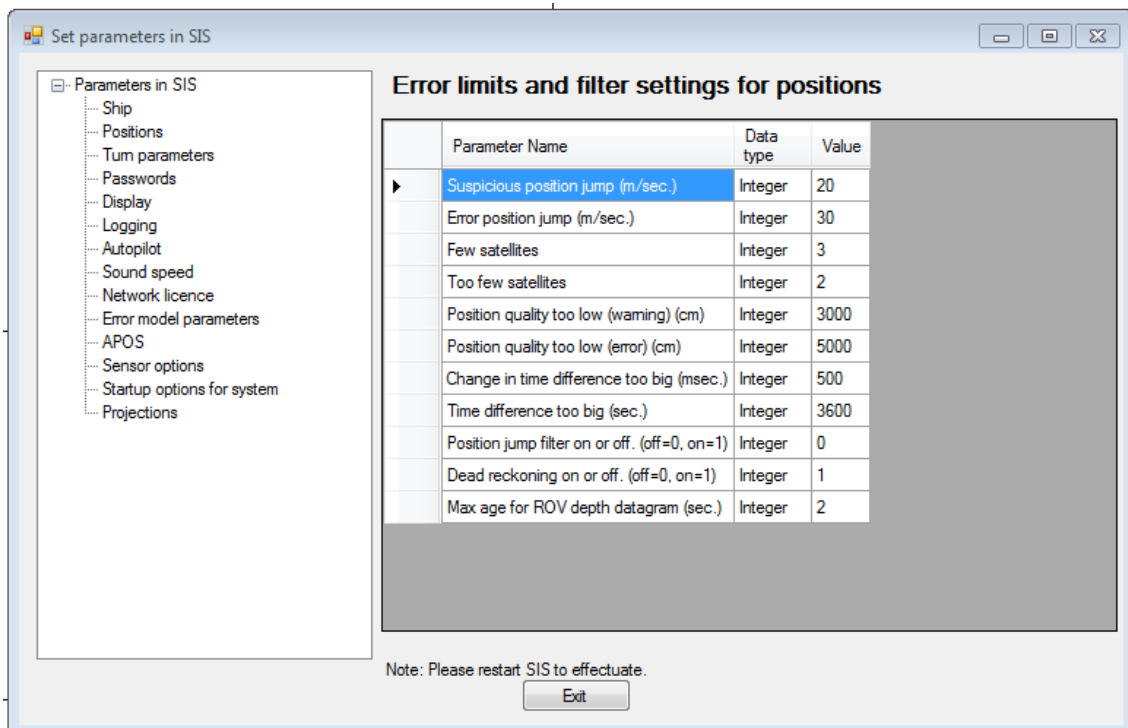 Set parameters in SIS
Parameters in SIS
Ship
Positions
Turn parameters
Passwords
Display
Logging
Autopilot
Sound speed
Network licence
Error model parameters
APOS
Sensor options
Startup options for system
Projections
Error limits and filter settings for positions
Parameter Name Data type Value
Suspicious position jump (m/sec.) Integer 20
Error position jump (m/sec.) Integer 30
Few satellites Integer 3
Too few satellites Integer 2
Position quality too low (warning) (cm) Integer 3000
Position quality too low (error) (cm) Integer 5000
Change in time difference too big (msec.) Integer 500
Time difference too big (sec.) Integer 3600
Position jump filter on or off. (off=0, on=1) Integer 0
Dead reckoning on or off. (off=0, on=1) Integer 1
Max age for ROV depth datagram (sec.) Integer 2
Note: Please restart SIS to effectuate.
Exit